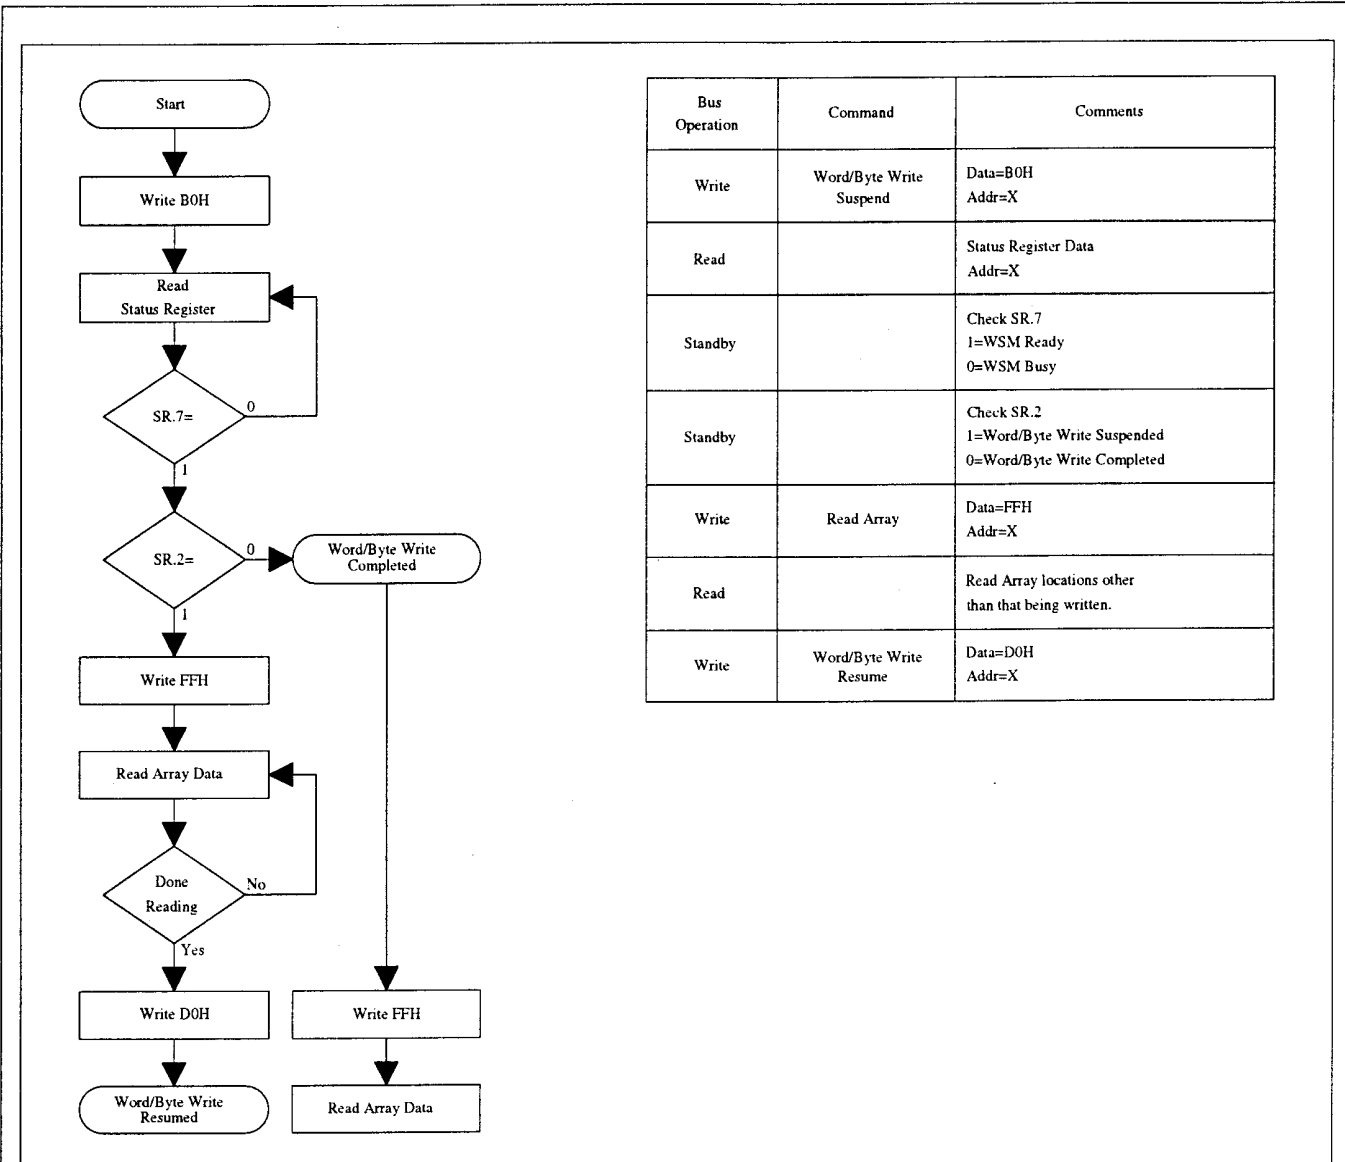 Start
Write B0H
Read
Status Register
SR.7=
0
1
SR.2=
0
Word/Byte Write
Completed
1
Write FFH
Read Array Data
Done
Reading
No
Yes
Write D0H
Write FFH
Word/Byte Write
Resumed
Read Array Data
Bus
Operation
Command
Comments
Write
Word/Byte Write
Suspend
Data=B0H
Addr=X
Read
Status Register Data
Addr=X
Standby
Check SR.7
1=WSM Ready
0=WSM Busy
Standby
Check SR.2
1=Word/Byte Write Suspended
0=Word/Byte Write Completed
Write
Read Array
Data=FFH
Addr=X
Read
Read Array locations other
than that being written.
Write
Word/Byte Write
Resume
Data=D0H
Addr=X